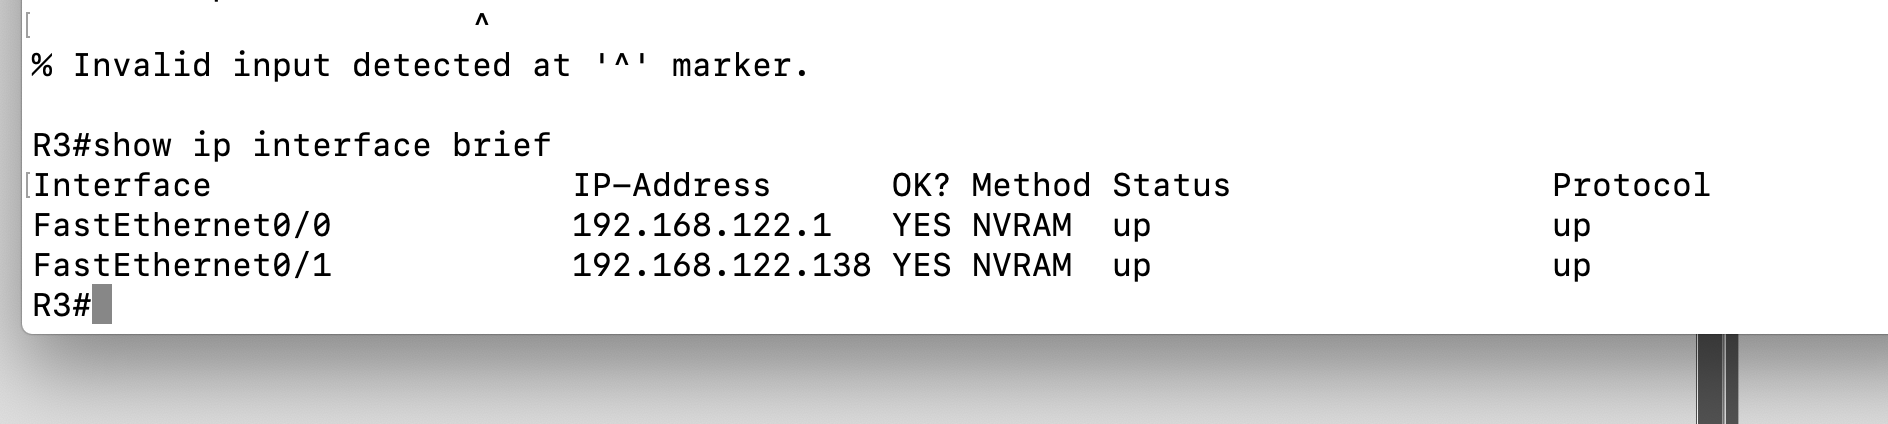 ^
% Invalid input detected at '^' marker.
R3#show ip interface brief
Interface                  IP-Address      OK? Method Status                Protocol
FastEthernet0/0            192.168.122.1   YES NVRAM  up                    up
FastEthernet0/1            192.168.122.138 YES NVRAM  up                    up
R3#